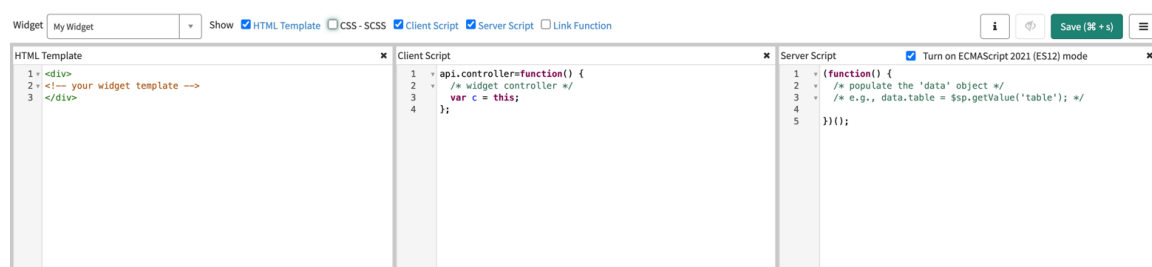 Widget My Widget Show HTML Template CSS - SCSS Client Script Server Script Link Function i Save (⌘ + s)
HTML Template ✖
1 <div>
2 <!-- your widget template -->
3 </div>
Client Script ✖
1 api.controller=function() {
2 /* widget controller */
3 var c = this;
4 };
Server Script Turn on ECMAScript 2021 (ES12) mode ✖
1 (function() {
2 /* populate the 'data' object */
3 /* e.g., data.table = $sp.getValue('table'); */
4
5 })();